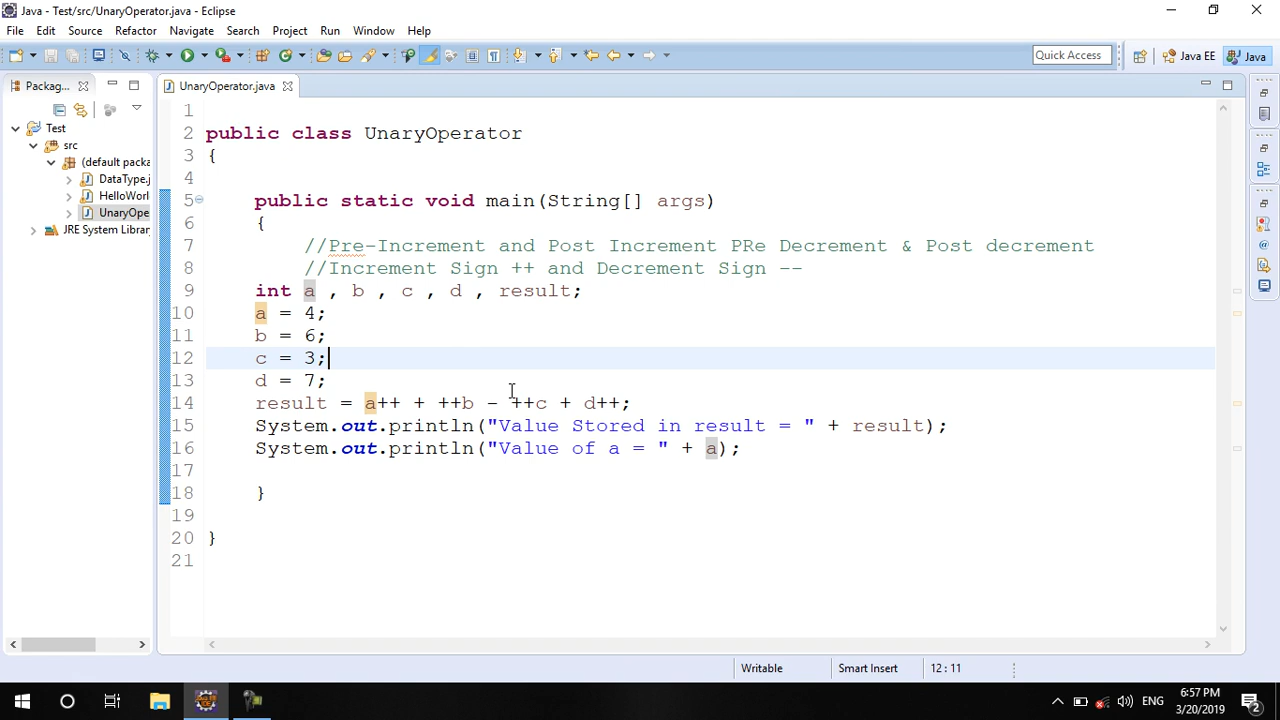 Java - Test/src/UnaryOperator.java - Eclipse
File Edit Source Refactor Navigate Search Project Run Window Help
Quick Access
Java EE
Java
Packag...
UnaryOperator.java
Test
src
(default packa
DataType.j
HelloWorl
UnaryOpe
JRE System Library
1
2 public class UnaryOperator
3 {
4
5 public static void main(String[] args)
6 {
7 //Pre-Increment and Post Increment PRe Decrement & Post decrement
8 //Increment Sign ++ and Decrement Sign --
9 int a , b , c , d , result;
10 a = 4;
11 b = 6;
12 c = 3;
13 d = 7;
14 result = a++ + ++b - ++c + d++;
15 System.out.println("Value Stored in result = " + result);
16 System.out.println("Value of a = " + a);
17
18 }
19
20 }
21
Writable Smart Insert 12 : 11
ENG
6:57 PM
3/20/2019
2